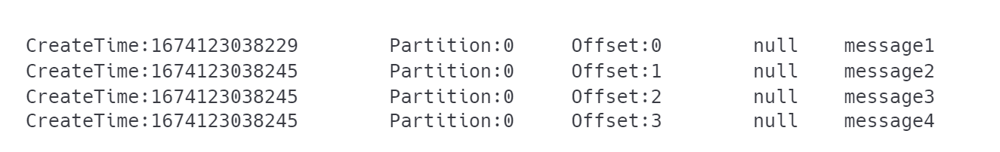 CreateTime:1674123038229 Partition:0 Offset:0 null message1
CreateTime:1674123038245 Partition:0 Offset:1 null message2
CreateTime:1674123038245 Partition:0 Offset:2 null message3
CreateTime:1674123038245 Partition:0 Offset:3 null message4